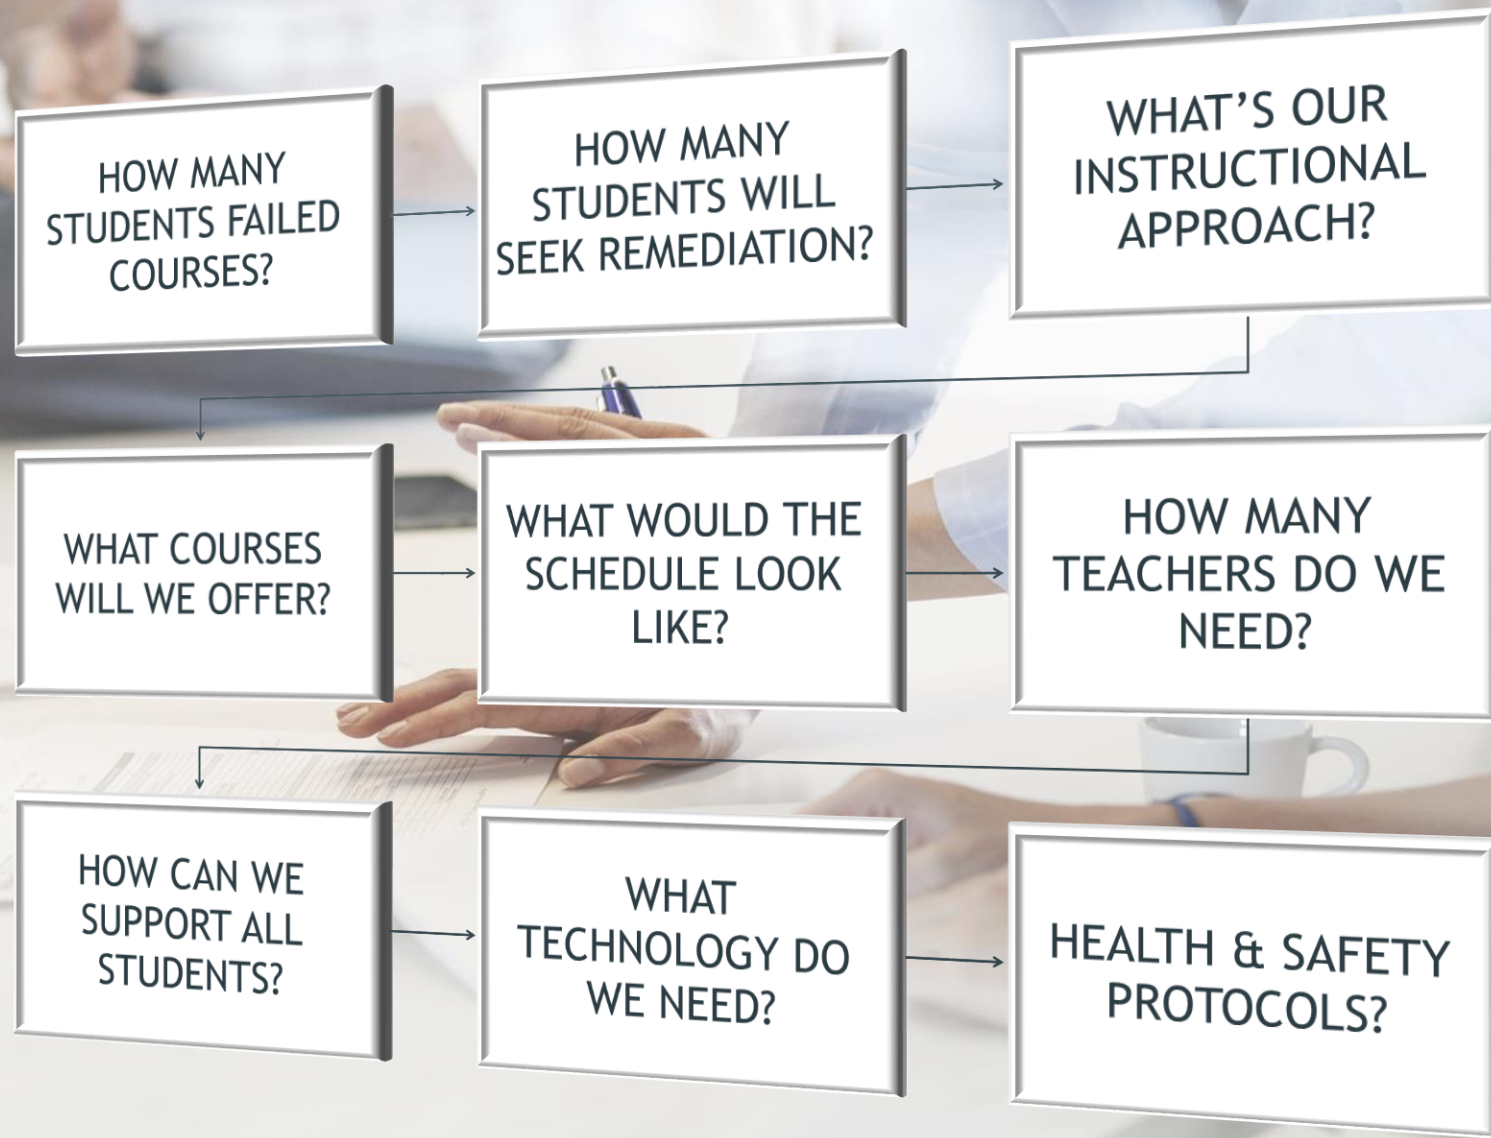 HOW MANY
STUDENTS FAILED
COURSES?
HOW MANY
STUDENTS WILL
SEEK REMEDIATION?
WHAT’S OUR
INSTRUCTIONAL
APPROACH?
WHAT COURSES
WILL WE OFFER?
WHAT WOULD THE
SCHEDULE LOOK
LIKE?
HOW MANY
TEACHERS DO WE
NEED?
HOW CAN WE
SUPPORT ALL
STUDENTS?
WHAT
TECHNOLOGY DO
WE NEED?
HEALTH & SAFETY
PROTOCOLS?